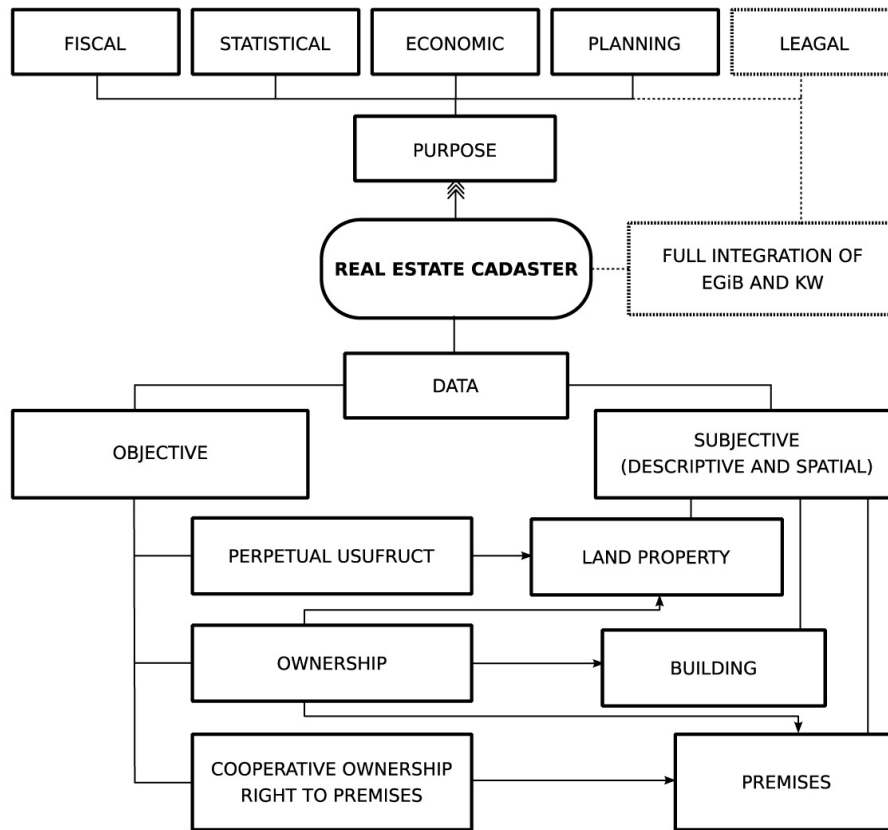 FISCAL
STATISTICAL
ECONOMIC
PLANNING
LEAGAL
PURPOSE
REAL ESTATE CADASTER
FULL INTEGRATION OF
EGiB AND KW
DATA
OBJECTIVE
SUBJECTIVE
(DESCRIPTIVE AND SPATIAL)
PERPETUAL USUFRUCT
LAND PROPERTY
OWNERSHIP
BUILDING
COOPERATIVE OWNERSHIP
RIGHT TO PREMISES
PREMISES